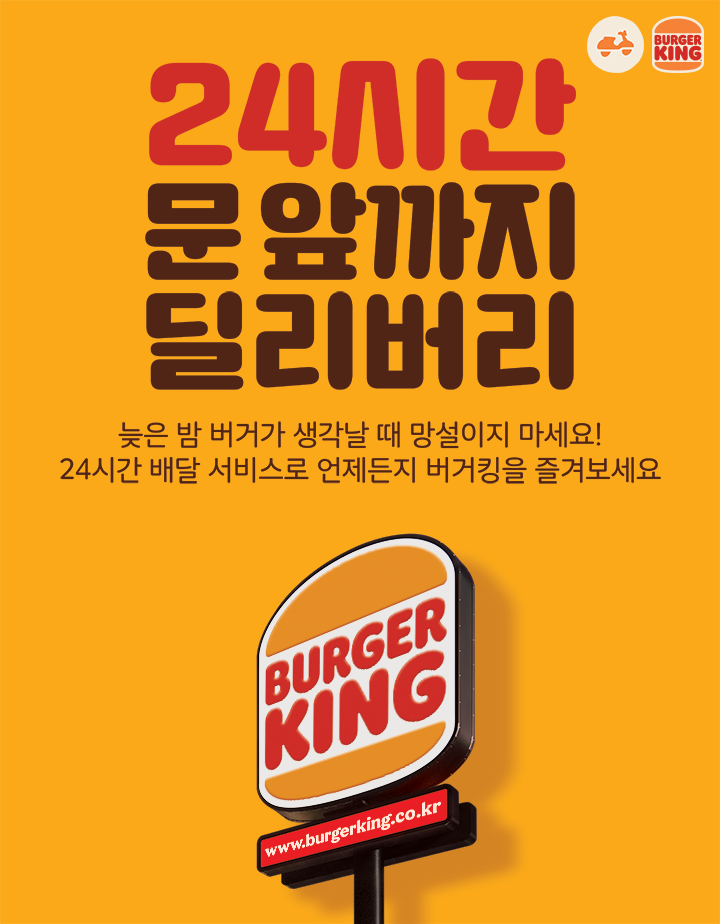 BURGER
KING
24시간
문 앞까지
딜리버리
늦은 밤 버거가 생각날 때 망설이지 마세요!
24시간 배달 서비스로 언제든지 버거킹을 즐겨보세요
BURGER
KING
www.burgerking.co.kr